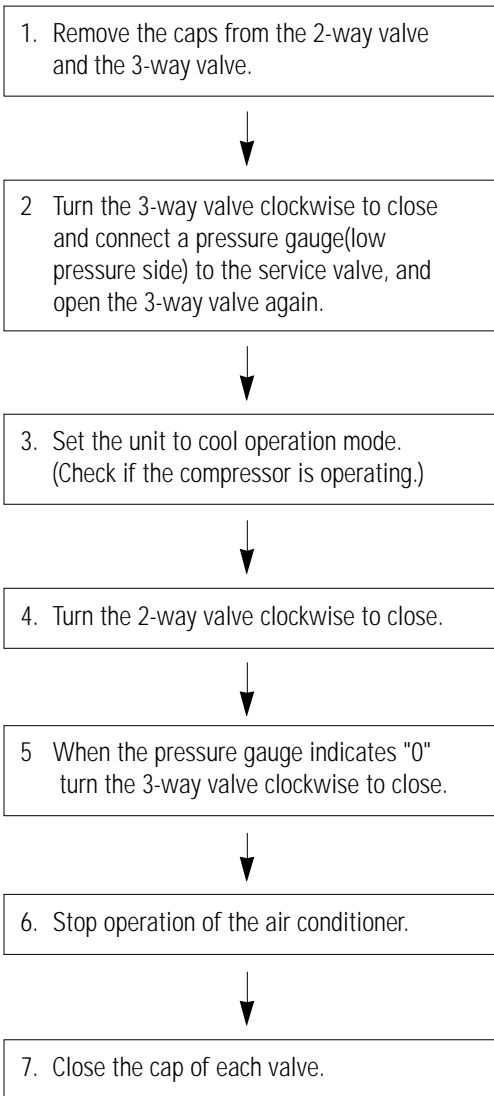 1. Remove the caps from the 2-way valve
and the 3-way valve.
2 Turn the 3-way valve clockwise to close
and connect a pressure gauge(low
pressure side) to the service valve, and
open the 3-way valve again.
3. Set the unit to cool operation mode.
(Check if the compressor is operating.)
4. Turn the 2-way valve clockwise to close.
5 When the pressure gauge indicates "0"
turn the 3-way valve clockwise to close.
6. Stop operation of the air conditioner.
7. Close the cap of each valve.